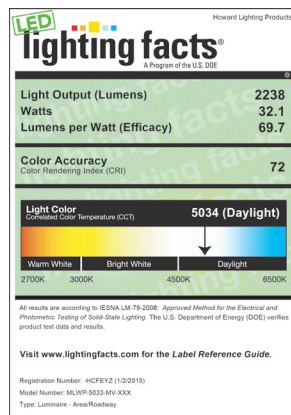 Howard Lighting Products
LED
lighting facts®
A Program of the U.S. DOE
Light Output (Lumens) 2238
Watts 32.1
Lumens per Watt (Efficacy) 69.7
Color Accuracy
Color Rendering Index (CRI) 72
Light Color
Correlated Color Temperature (CCT) 5034 (Daylight)
Warm White Bright White Daylight
2700K 3000K 4500K 6500K
All results are according to IESNA LM-79-2008: Approved Method for the Electrical and
Photometric Testing of Solid-State Lighting. The U.S. Department of Energy (DOE) verifies
product test data and results.
Visit www.lightingfacts.com for the Label Reference Guide.
Registration Number: -HCFEYZ (1/2/2015)
Model Number: MLWP-5033-MV-XXX
Type: Luminaire - Area/Roadway